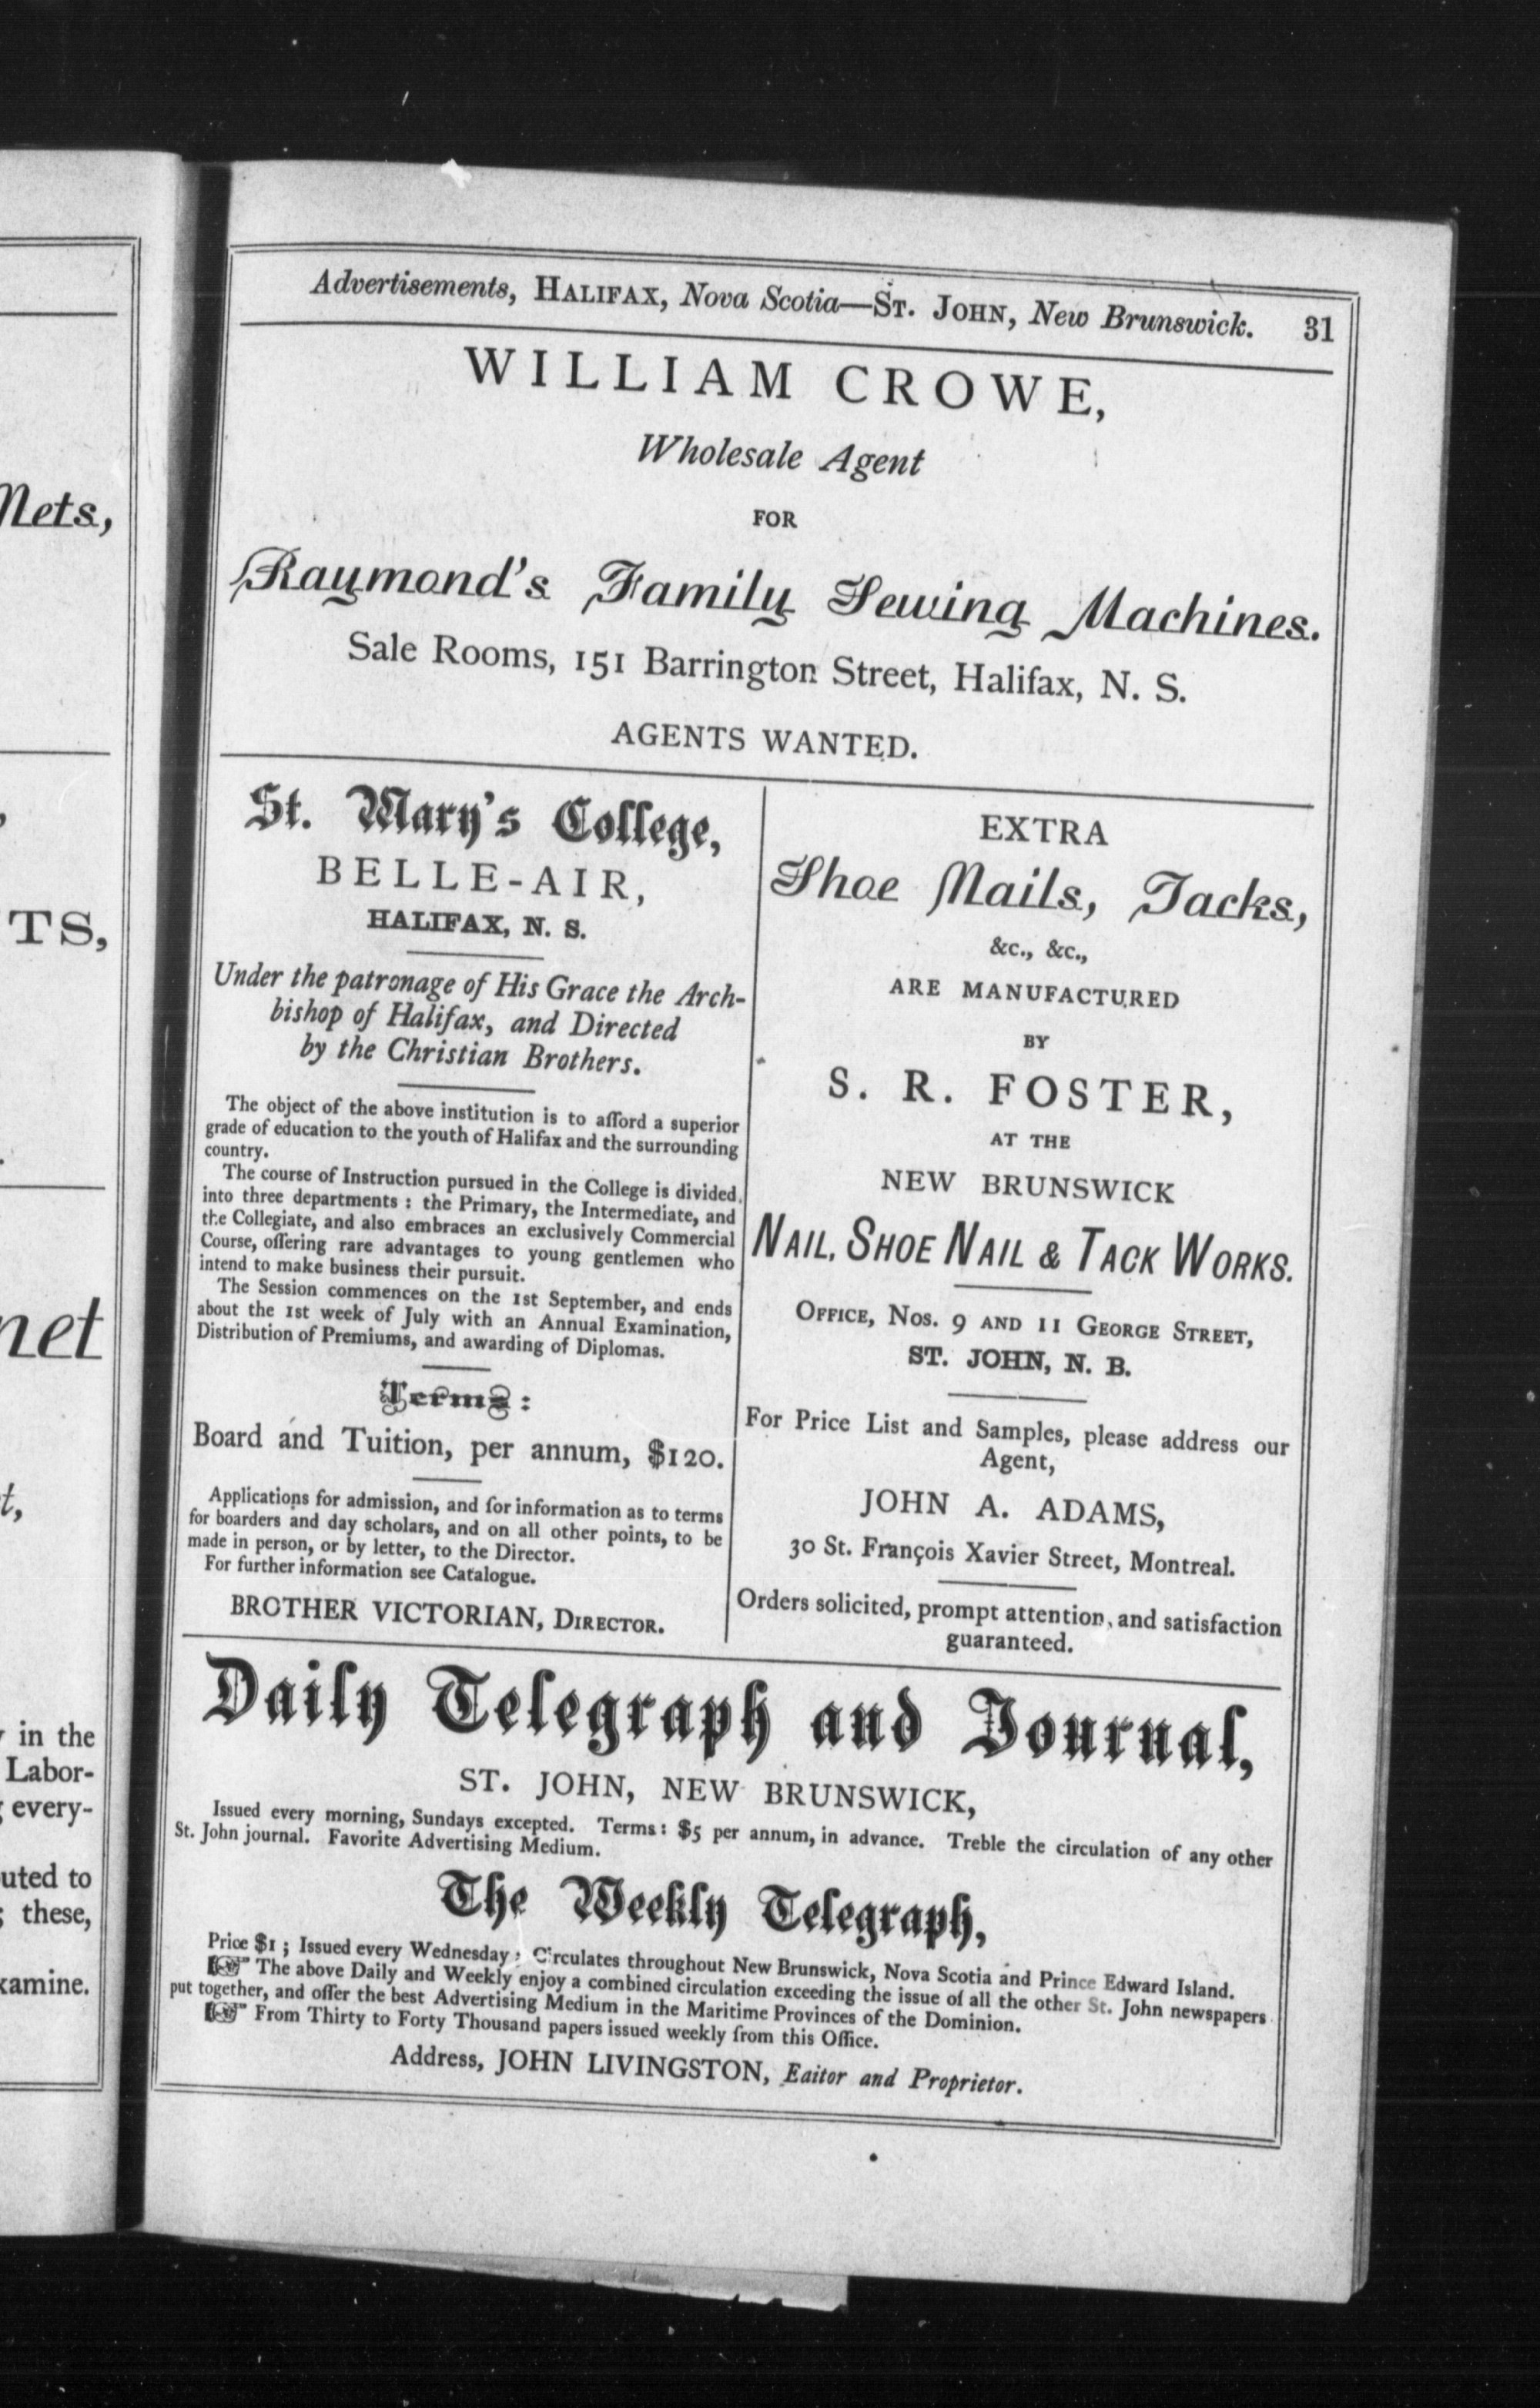 Nets,
TS,
net
t,
in the
Labor-
every-
uted to
these,
xamine.
Advertisements, HALIFAX, Nova Scotia—ST. JOHN, New Brunswick. 31
WILLIAM CROWE,
Wholesale Agent
FOR
Raymond's Family Sewing Machines.
Sale Rooms, 151 Barrington Street, Halifax, N. S.
AGENTS WANTED.
St. Mary's College,
BELLE-AIR,
HALIFAX, N. S.
Under the patronage of His Grace the Arch-
bishop of Halifax, and Directed
by the Christian Brothers.
The object of the above institution is to afford a superior
grade of education to the youth of Halifax and the surrounding
country.
The course of Instruction pursued in the College is divided
into three departments : the Primary, the Intermediate, and
the Collegiate, and also embraces an exclusively Commercial
Course, offering rare advantages to young gentlemen who
intend to make business their pursuit.
The Session commences on the 1st September, and ends
about the 1st week of July with an Annual Examination,
Distribution of Premiums, and awarding of Diplomas.
Terms :
Board and Tuition, per annum, $120.
Applications for admission, and for information as to terms
for boarders and day scholars, and on all other points, to be
made in person, or by letter, to the Director.
For further information see Catalogue.
BROTHER VICTORIAN, DIRECTOR.
EXTRA
Shoe Nails, Tacks,
&c., &c.,
ARE MANUFACTURED
BY
S. R. FOSTER,
AT THE
NEW BRUNSWICK
NAIL, SHOE NAIL & TACK WORKS.
OFFICE, NOS. 9 AND 11 GEORGE STREET,
ST. JOHN, N. B.
For Price List and Samples, please address our
Agent,
JOHN A. ADAMS,
30 St. François Xavier Street, Montreal.
Orders solicited, prompt attention, and satisfaction
guaranteed.
Daily Telegraph and Journal,
ST. JOHN, NEW BRUNSWICK,
Issued every morning, Sundays excepted. Terms: $5 per annum, in advance. Treble the circulation of any other
St. John journal. Favorite Advertising Medium.
The Weekly Telegraph,
Price $1 ; Issued every Wednesday ; Circulates throughout New Brunswick, Nova Scotia and Prince Edward Island.
☞ The above Daily and Weekly enjoy a combined circulation exceeding the issue of all the other St. John newspapers
put together, and offer the best Advertising Medium in the Maritime Provinces of the Dominion.
☞ From Thirty to Forty Thousand papers issued weekly from this Office.
Address, JOHN LIVINGSTON, Eaitor and Proprietor.